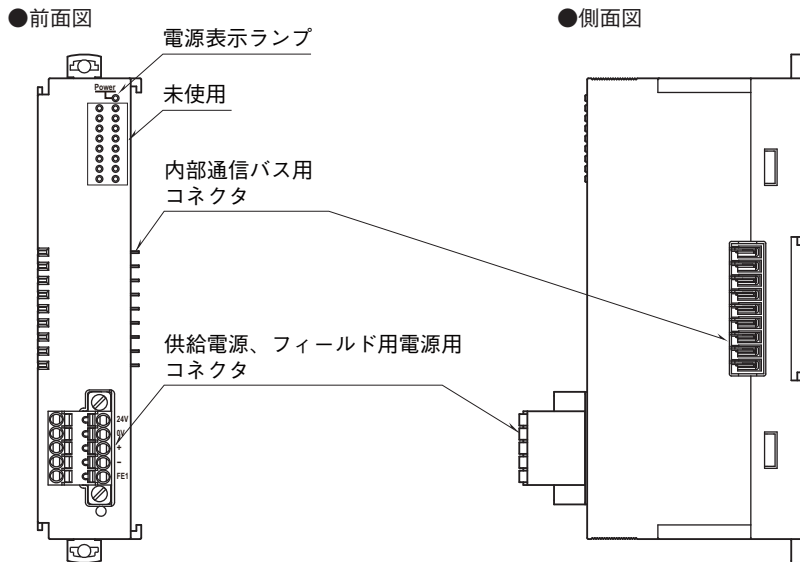 ●前面図
電源表示ランプ
Power
未使用
内部通信バス用
コネクタ
供給電源、フィールド用電源用
コネクタ
24V
0V
+
−
FE1
●側面図